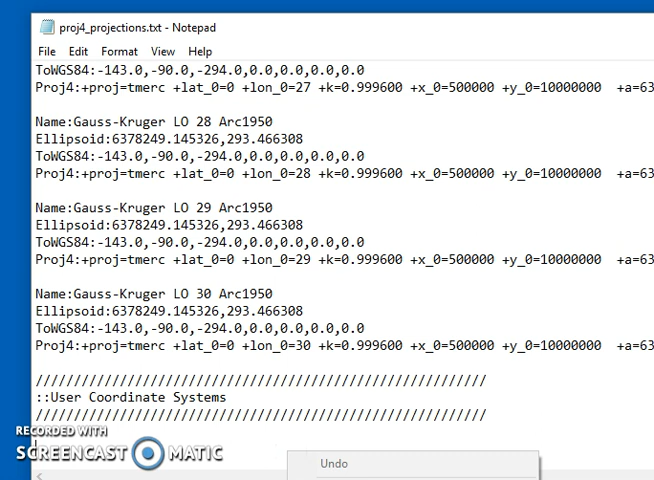 proj4_projections.txt - Notepad
File Edit Format View Help
ToWGS84:-143.0,-90.0,-294.0,0.0,0.0,0.0,0.0
Proj4:+proj=tmerc +lat_0=0 +lon_0=27 +k=0.999600 +x_0=500000 +y_0=10000000 +a=63
Name:Gauss-Kruger LO 28 Arc1950
Ellipsoid:6378249.145326,293.466308
ToWGS84:-143.0,-90.0,-294.0,0.0,0.0,0.0,0.0
Proj4:+proj=tmerc +lat_0=0 +lon_0=28 +k=0.999600 +x_0=500000 +y_0=10000000 +a=63
Name:Gauss-Kruger LO 29 Arc1950
Ellipsoid:6378249.145326,293.466308
ToWGS84:-143.0,-90.0,-294.0,0.0,0.0,0.0,0.0
Proj4:+proj=tmerc +lat_0=0 +lon_0=29 +k=0.999600 +x_0=500000 +y_0=10000000 +a=63
Name:Gauss-Kruger LO 30 Arc1950
Ellipsoid:6378249.145326,293.466308
ToWGS84:-143.0,-90.0,-294.0,0.0,0.0,0.0,0.0
Proj4:+proj=tmerc +lat_0=0 +lon_0=30 +k=0.999600 +x_0=500000 +y_0=10000000 +a=63
////////////////////////////////////////////////////////////
::User Coordinate Systems
////////////////////////////////////////////////////////////
RECORDED WITH
SCREENCAST MATIC
Undo